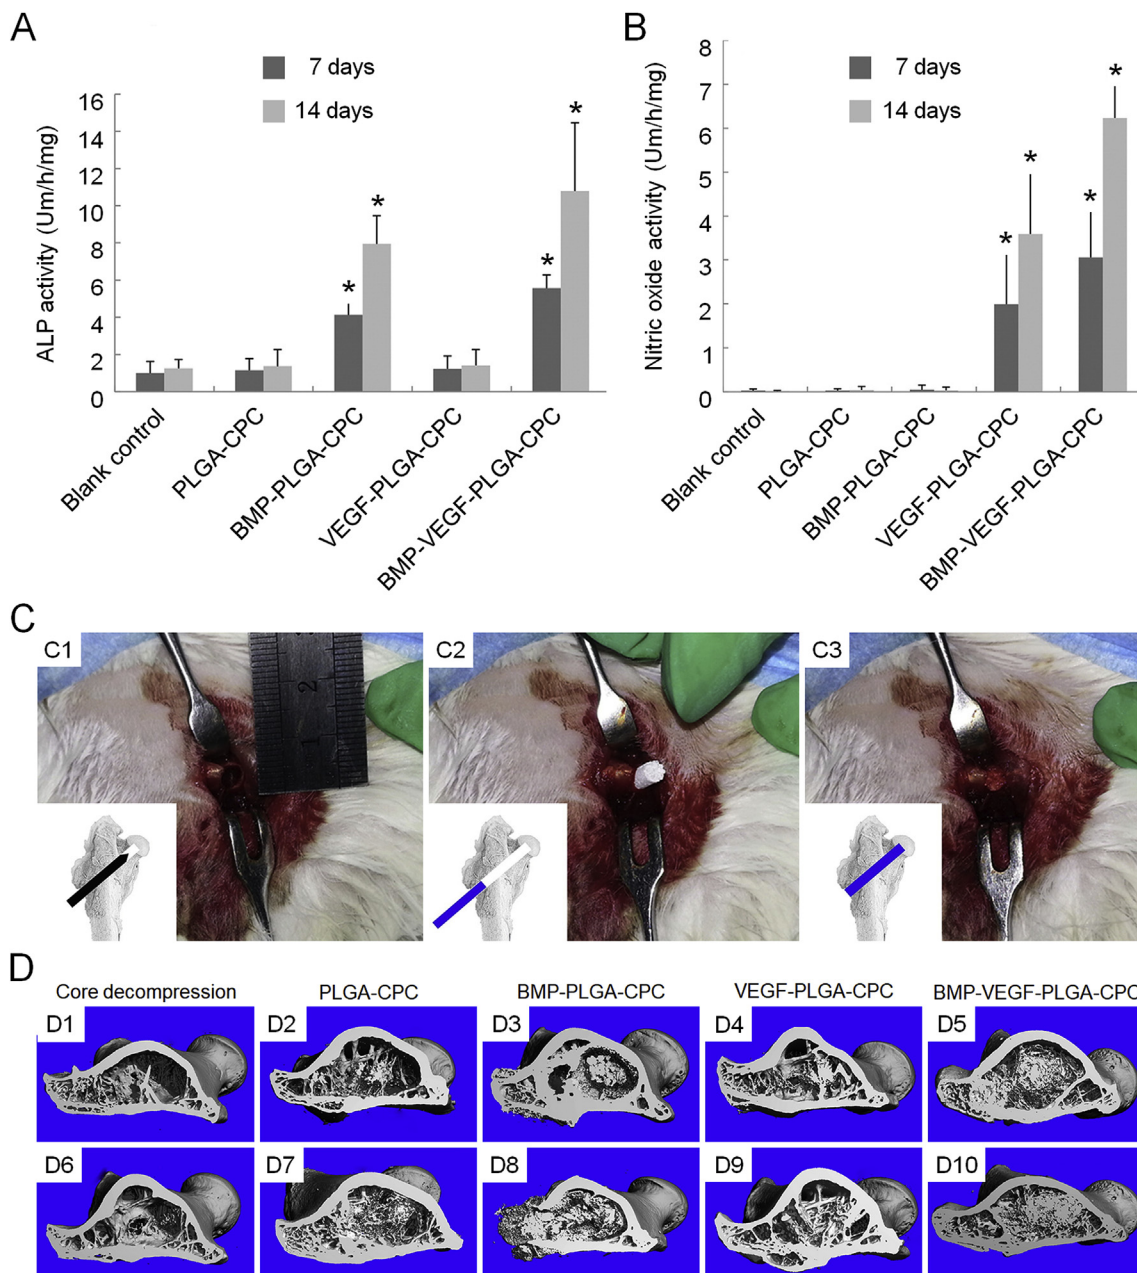 A
7 days
14 days
ALP activity (Um/h/mg)
16
14
12
10
8
6
4
2
0
*
*
*
*
Blank control
PLGA-CPC
BMP-PLGA-CPC
VEGF-PLGA-CPC
BMP-VEGF-PLGA-CPC
B
7 days
14 days
Nitric oxide activity (Um/h/mg)
8
7
6
5
4
3
2
1
0
*
*
*
*
Blank control
PLGA-CPC
BMP-PLGA-CPC
VEGF-PLGA-CPC
BMP-VEGF-PLGA-CPC
C
C1
2
1
C2
C3
D
Core decompression
PLGA-CPC
BMP-PLGA-CPC
VEGF-PLGA-CPC
BMP-VEGF-PLGA-CPC
D1
D2
D3
D4
D5
D6
D7
D8
D9
D10